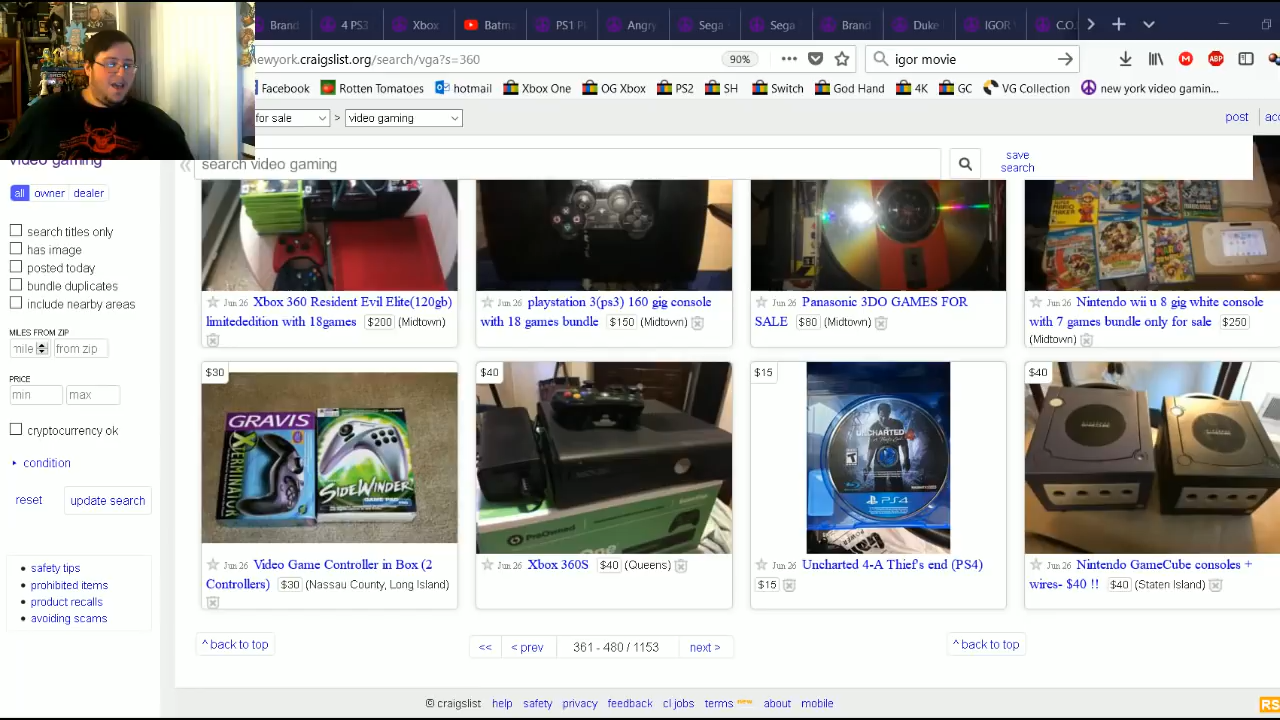 Brand
4 PS3
Xbox
Batma
PS1 P
Angry
Sega
Sega
Brand
Duke
IGOR
C.O.
newyork.craigslist.org/search/vga?s=360
90%
igor movie
Facebook
Rotten Tomatoes
hotmail
Xbox One
OG Xbox
PS2
SH
Switch
God Hand
4K
GC
VG Collection
new york video gamin...
for sale > video gaming
post
acc
video gaming
search video gaming
save
search
all owner dealer
search titles only
has image
posted today
bundle duplicates
include nearby areas
MILES FROM ZIP
mile from zip
PRICE
min max
cryptocurrency ok
condition
reset update search
safety tips
prohibited items
product recalls
avoiding scams
Jun 26 Xbox 360 Resident Evil Elite(120gb)
limitededition with 18games $200 (Midtown)
Jun 26 playstation 3(ps3) 160 gig console
with 18 games bundle $150 (Midtown)
Jun 26 Panasonic 3DO GAMES FOR
SALE $80 (Midtown)
Jun 26 Nintendo wii u 8 gig white console
with 7 games bundle only for sale $250
(Midtown)
$30
GRAVIS
XTERMINATOR
Microsoft
SIDEWINDER
GAME PAD
Jun 26 Video Game Controller in Box (2
Controllers) $30 (Nassau County, Long Island)
$40
ProOwned
Jun 26 Xbox 360S $40 (Queens)
$15
UNCHARTED
PS4
Jun 26 Uncharted 4-A Thief's end (PS4)
$15
$40
Jun 26 Nintendo GameCube consoles +
wires- $40 !! $40 (Staten Island)
^ back to top
<< < prev 361 - 480 / 1153 next >
^ back to top
© craigslist help safety privacy feedback cl jobs terms new about mobile
RS